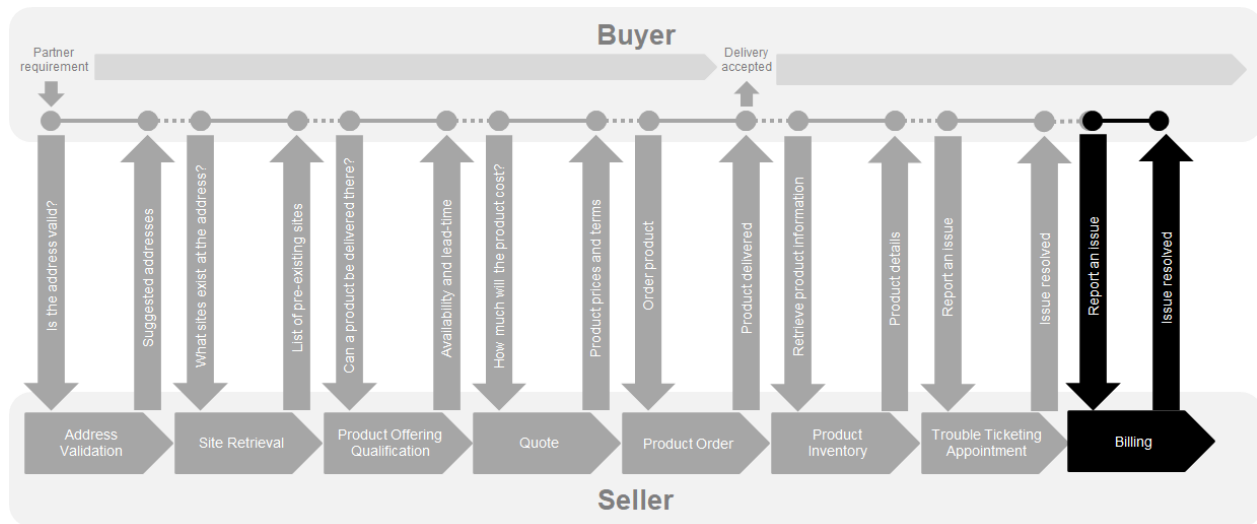 Buyer
Partner
requirement
Delivery
accepted
Is the address valid?
Suggested addresses
What sites exist at the address?
List of pre-existing sites
Can a product be delivered there?
Availability and lead-time
How much will the product cost?
Product prices and terms
Order product
Product delivered
Retrieve product information
Product details
Report an issue
Issue resolved
Report an issue
Issue resolved
Address
Validation
Site Retrieval
Product Offering
Qualification
Quote
Product Order
Product
Inventory
Trouble Ticketing
Appointment
Billing
Seller